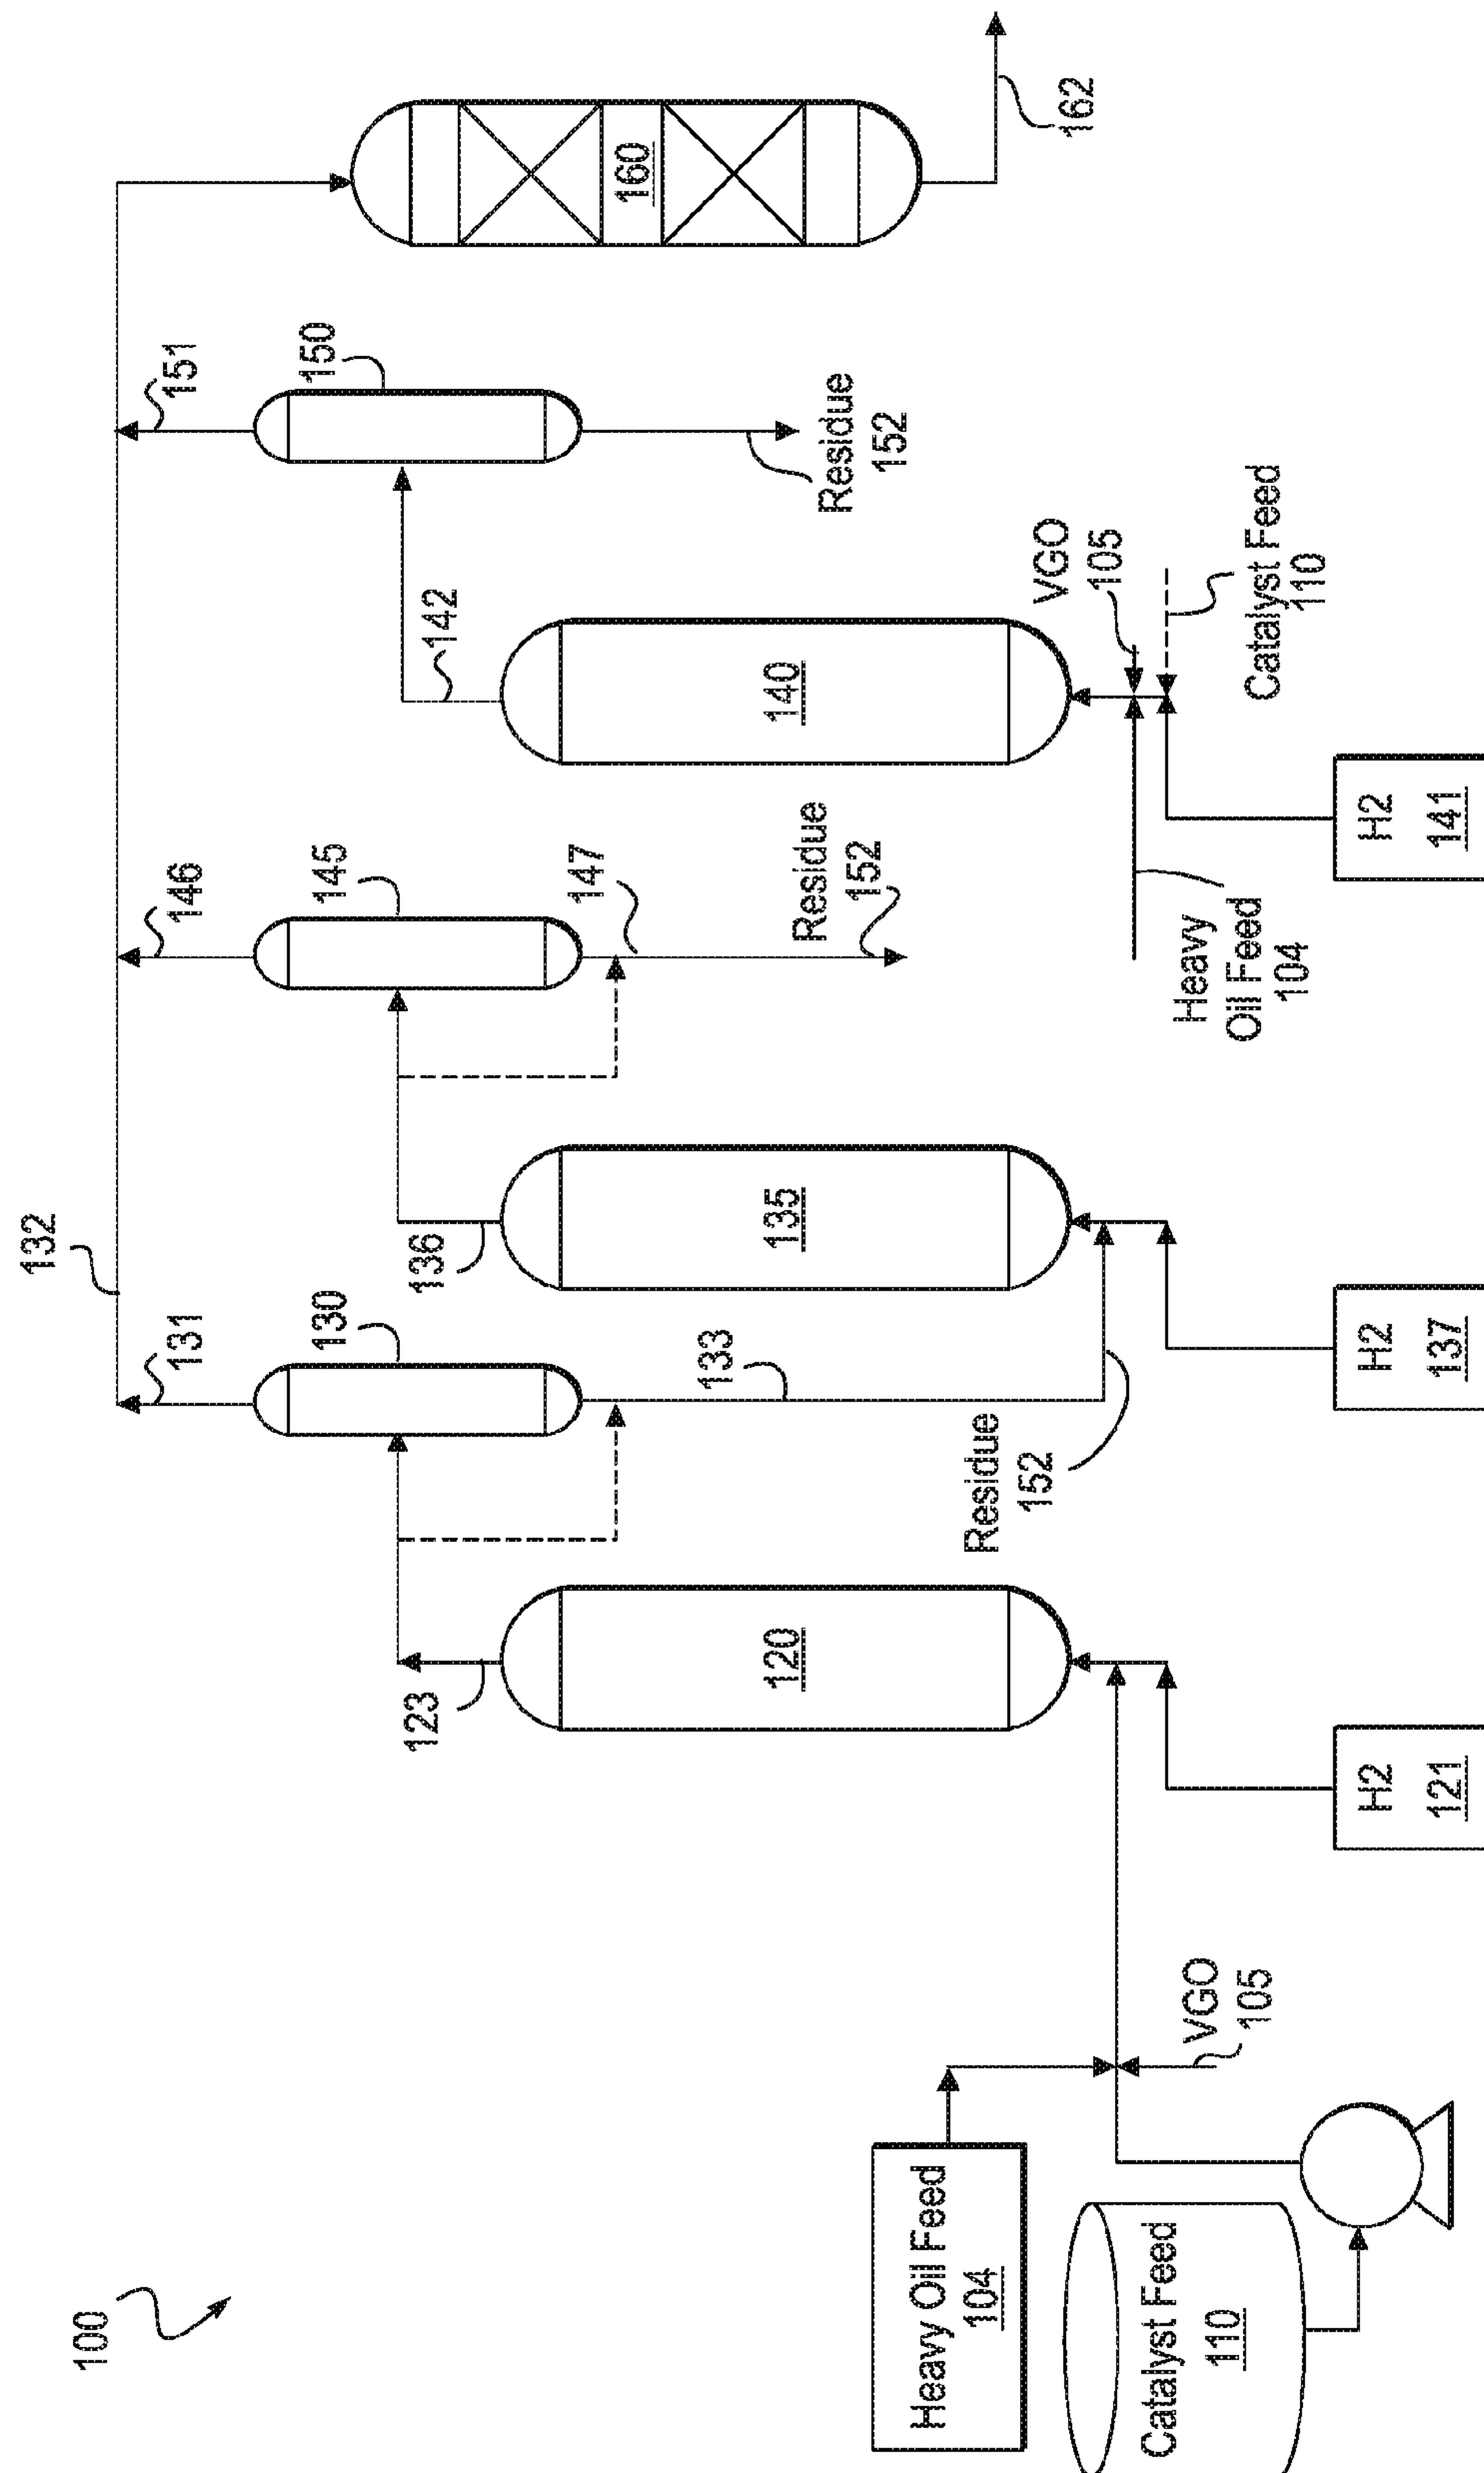 132
100
131
146
151
130
145
150
123
136
142
147
160
133
120
135
140
Residue
152
Residue
152
Heavy Oil Feed
104
Residue
152
VGO
105
162
Catalyst Feed
110
VGO
105
Heavy
Oil Feed
104
Catalyst Feed
110
H2
121
H2
137
H2
141